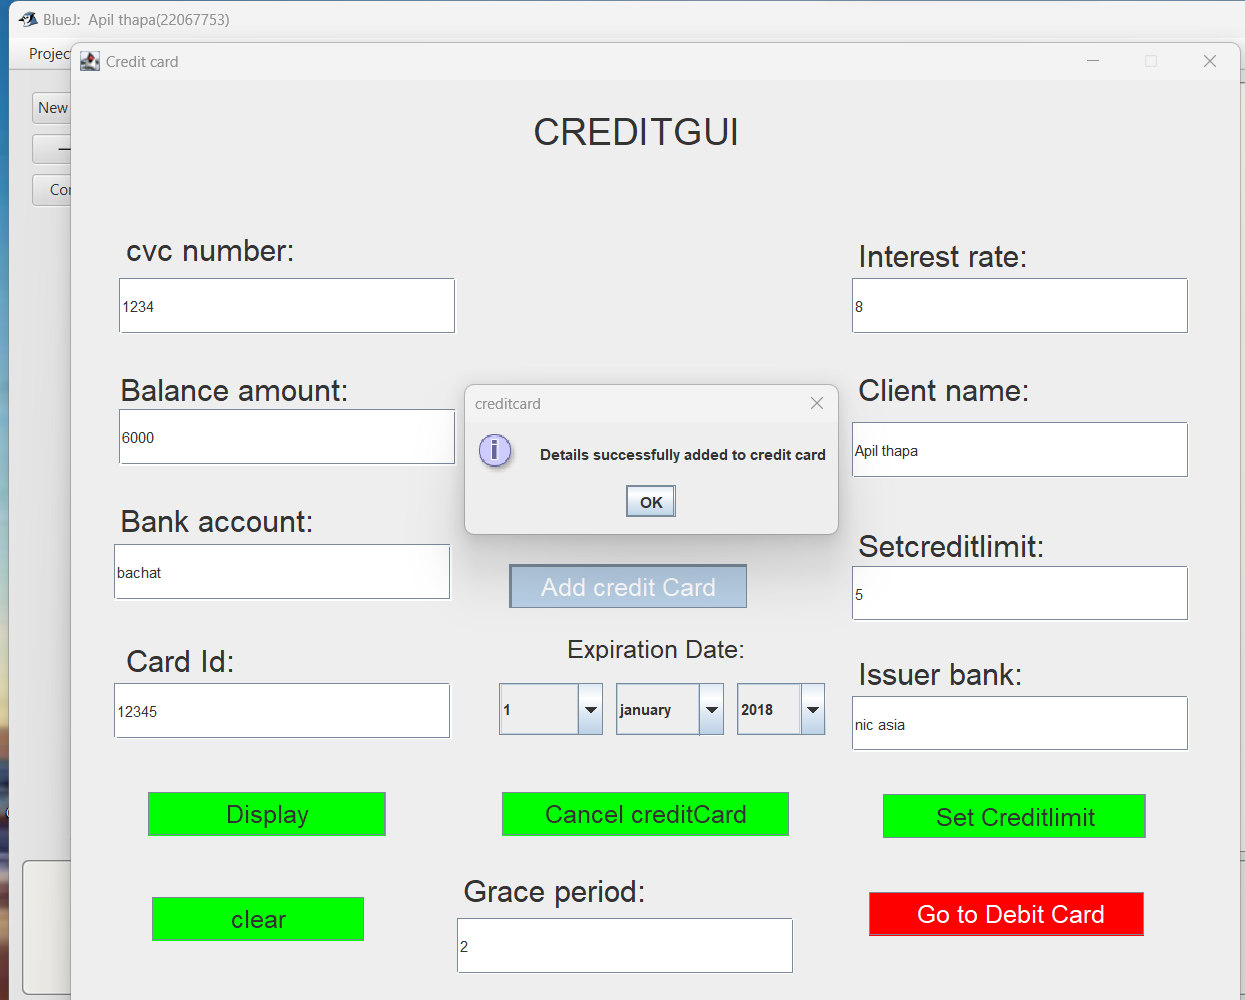 BlueJ: Apil thapa(22067753)
Projec
Credit card
New
CREDITGUI
Cor
cvc number:
1234
Interest rate:
8
Balance amount:
6000
creditcard
Details successfully added to credit card
OK
Client name:
Apil thapa
Bank account:
bachat
Add credit Card
Setcreditlimit:
5
Card Id:
12345
Expiration Date:
1
january
2018
Issuer bank:
nic asia
Display
Cancel creditCard
Set Creditlimit
clear
Grace period:
2
Go to Debit Card